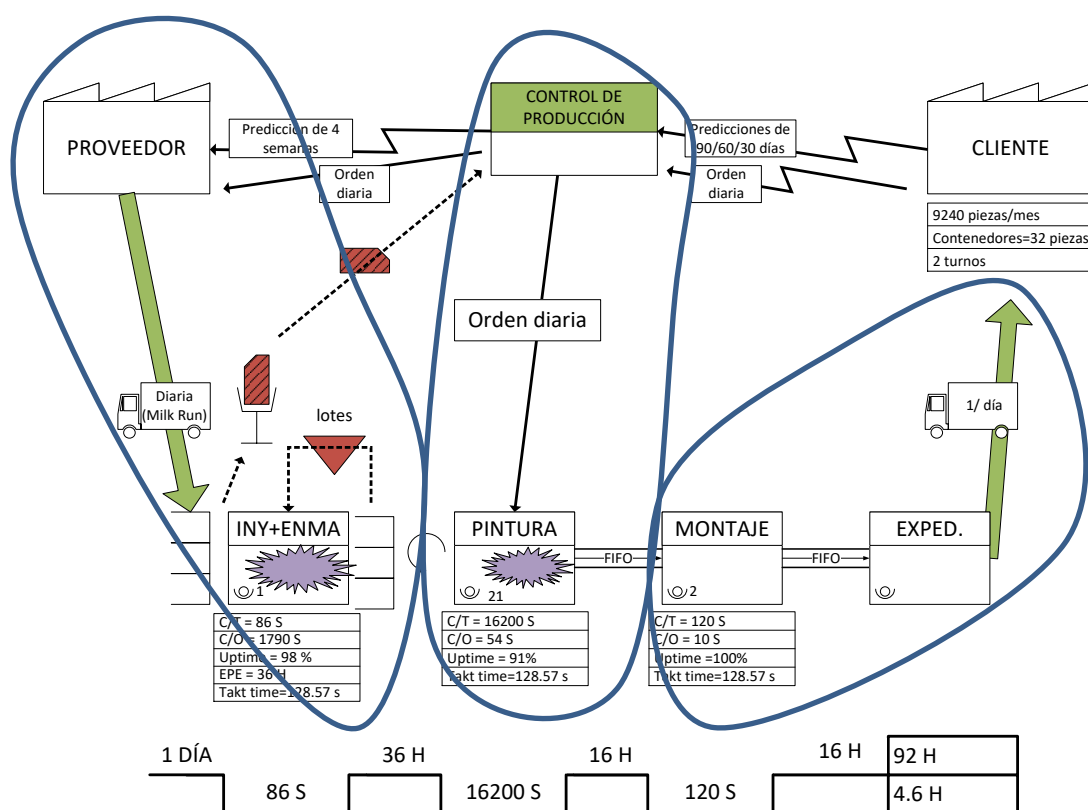 CONTROL DE
PRODUCCIÓN
PROVEEDOR
Predicción de 4
semanas
Orden
diaria
Predicciones de
90/60/30 días
Orden
diaria
CLIENTE
9240 piezas/mes
Contenedores=32 piezas
2 turnos
Orden diaria
Diaria
(Milk Run)
lotes
1/ día
INY+ENMA
1
PINTURA
21
FIFO
MONTAJE
2
FIFO
EXPED.
C/T = 86 S
C/O = 1790 S
Uptime = 98 %
EPE = 36 H
Takt time=128.57 s
C/T = 16200 S
C/O = 54 S
Uptime = 91%
Takt time=128.57 s
C/T = 120 S
C/O = 10 S
Uptime =100%
Takt time=128.57 s
1 DÍA
36 H
16 H
16 H
92 H
86 S
16200 S
120 S
4.6 H